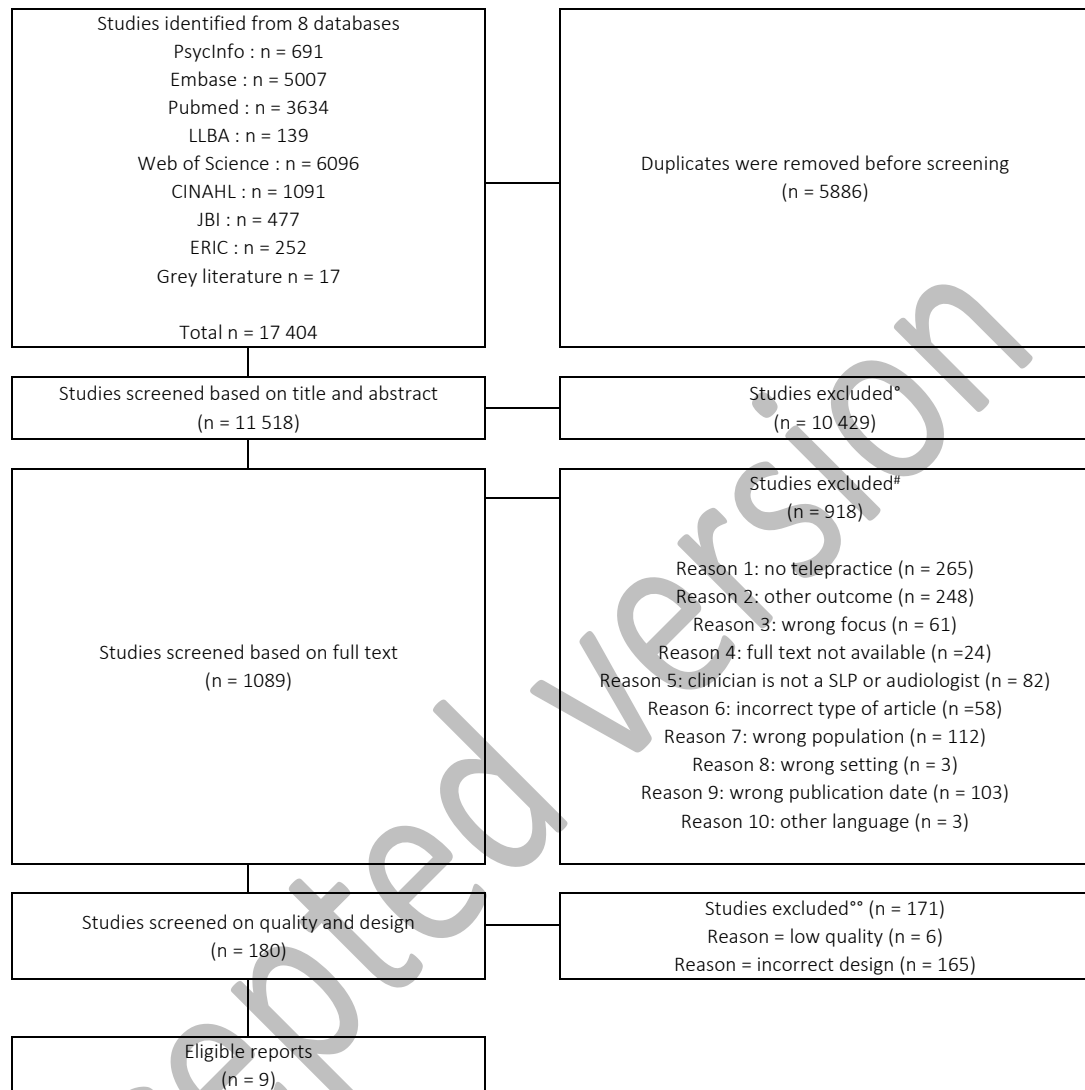 Studies identified from 8 databases
PsycInfo : n = 691
Embase : n = 5007
Pubmed : n = 3634
LLBA : n = 139
Web of Science : n = 6096
CINAHL : n = 1091
JBI : n = 477
ERIC : n = 252
Grey literature n = 17
Total n = 17 404
Duplicates were removed before screening
(n = 5886)
Studies screened based on title and abstract
(n = 11 518)
Studies excluded°
(n = 10 429)
Studies screened based on full text
(n = 1089)
Studies excluded#
(n = 918)
Reason 1: no telepractice (n = 265)
Reason 2: other outcome (n = 248)
Reason 3: wrong focus (n = 61)
Reason 4: full text not available (n =24)
Reason 5: clinician is not a SLP or audiologist (n = 82)
Reason 6: incorrect type of article (n =58)
Reason 7: wrong population (n = 112)
Reason 8: wrong setting (n = 3)
Reason 9: wrong publication date (n = 103)
Reason 10: other language (n = 3)
Studies screened on quality and design
(n = 180)
Studies excluded°° (n = 171)
Reason = low quality (n = 6)
Reason = incorrect design (n = 165)
Eligible reports
(n = 9)
epted version